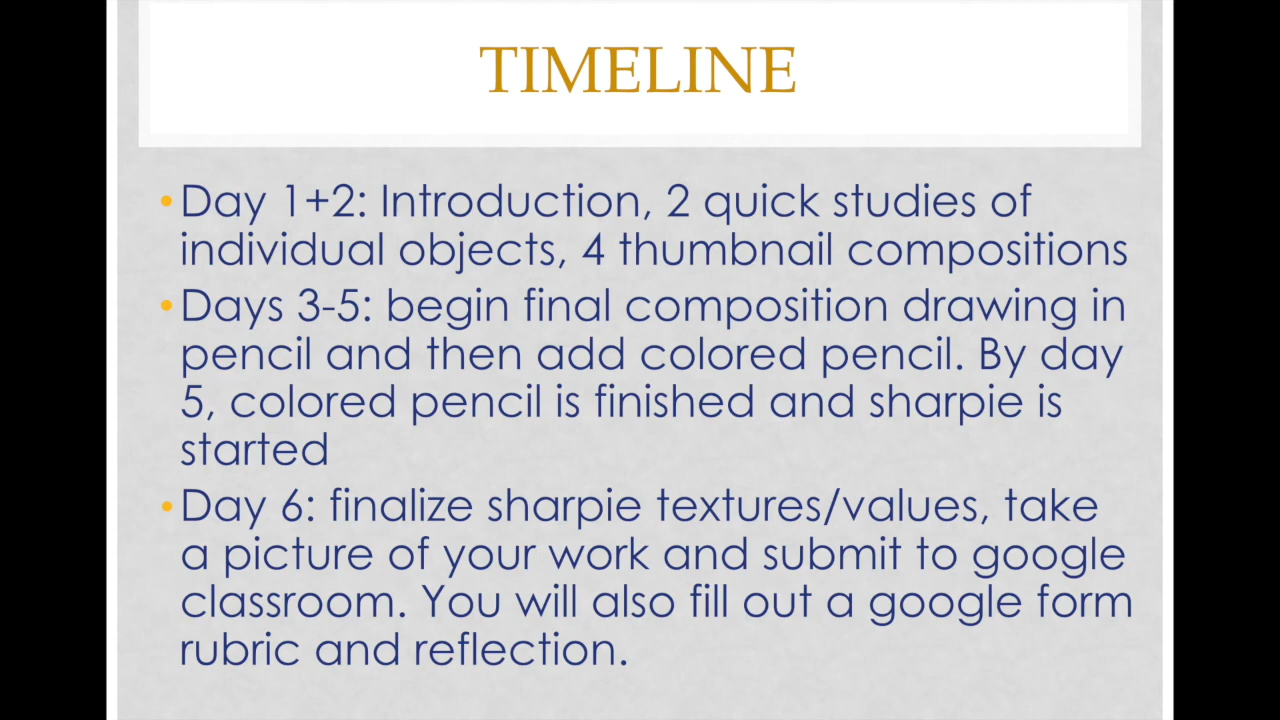 TIMELINE
•Day 1+2: Introduction, 2 quick studies of
individual objects, 4 thumbnail compositions
•Days 3-5: begin final composition drawing in
pencil and then add colored pencil. By day
5, colored pencil is finished and sharpie is
started
•Day 6: finalize sharpie textures/values, take
a picture of your work and submit to google
classroom. You will also fill out a google form
rubric and reflection.